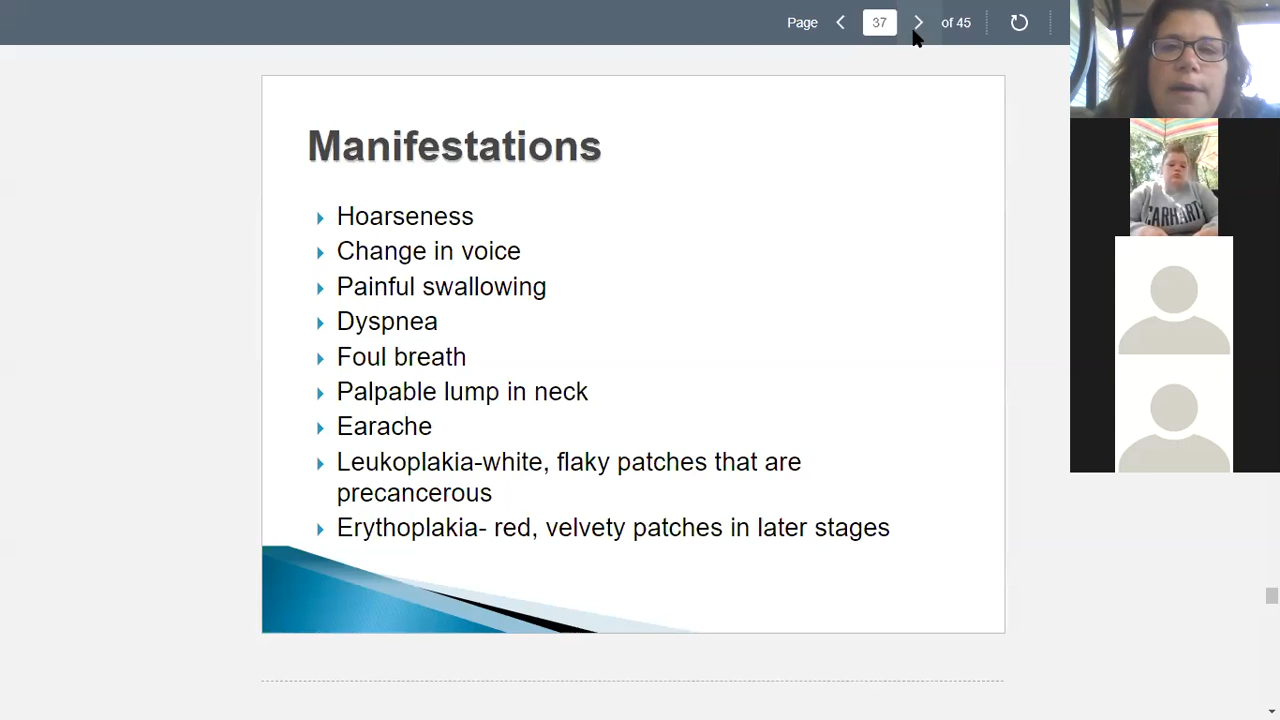 Page 37 of 45
Manifestations
Hoarseness
Change in voice
Painful swallowing
Dyspnea
Foul breath
Palpable lump in neck
Earache
Leukoplakia-white, flaky patches that are
precancerous
Erythoplakia- red, velvety patches in later stages
CARHARTT